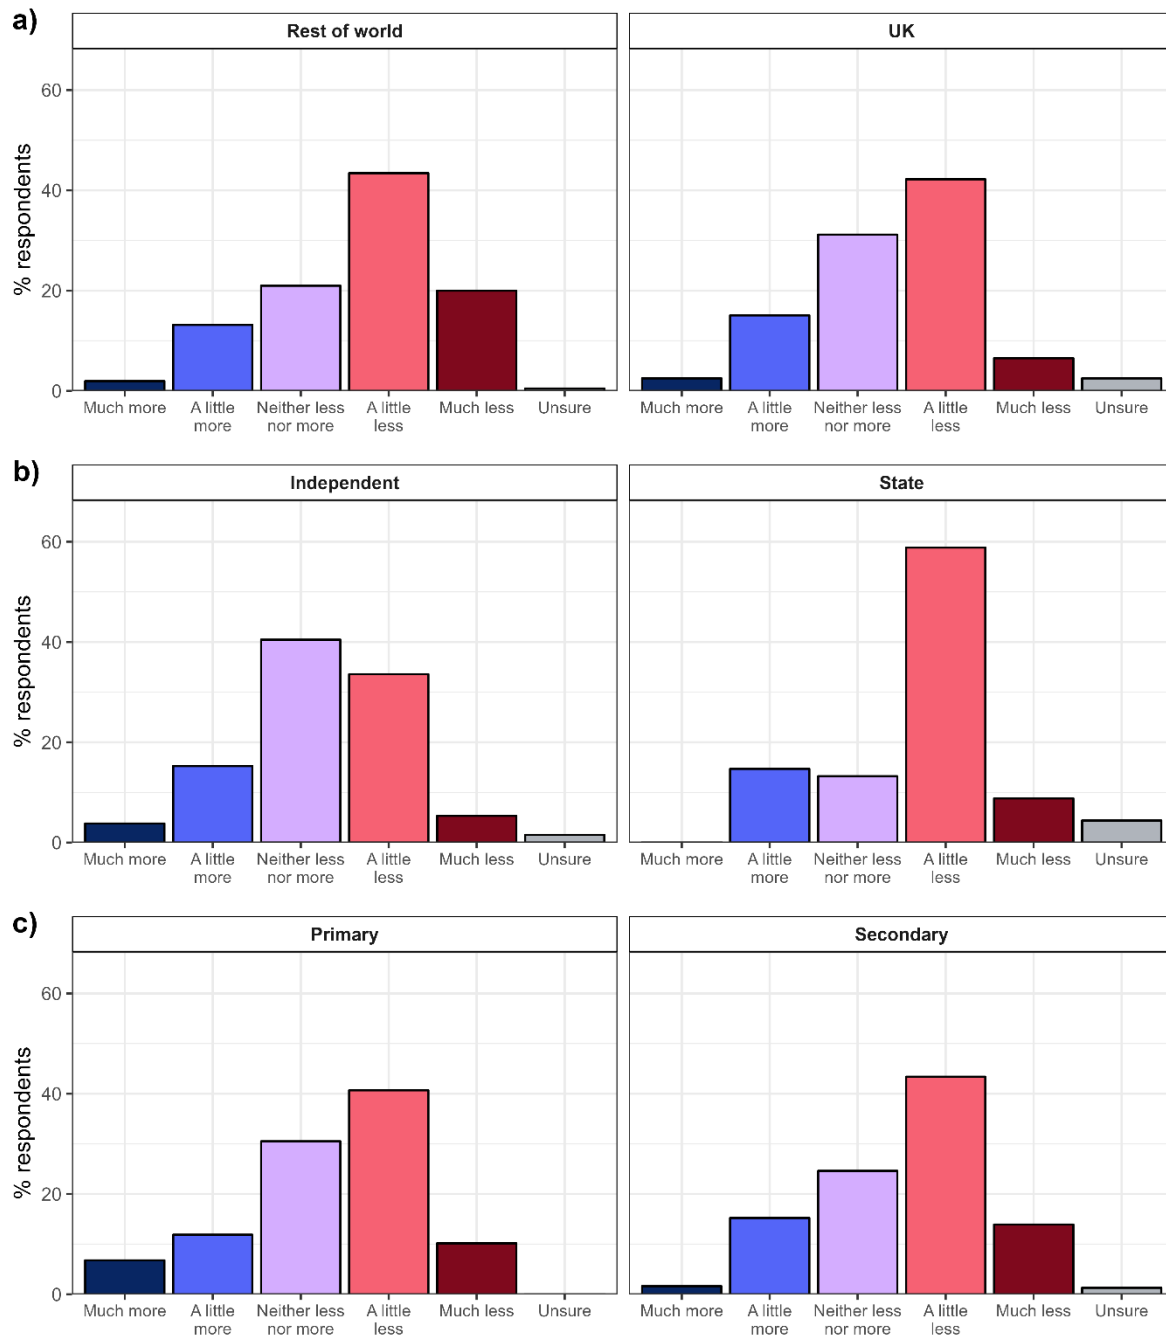 a)
Rest of world
UK
% respondents
60
40
20
0
Much more
A little
more
Neither less
nor more
A little
less
Much less
Unsure
Much more
A little
more
Neither less
nor more
A little
less
Much less
Unsure
b)
Independent
State
% respondents
60
40
20
0
Much more
A little
more
Neither less
nor more
A little
less
Much less
Unsure
Much more
A little
more
Neither less
nor more
A little
less
Much less
Unsure
c)
Primary
Secondary
% respondents
60
40
20
0
Much more
A little
more
Neither less
nor more
A little
less
Much less
Unsure
Much more
A little
more
Neither less
nor more
A little
less
Much less
Unsure